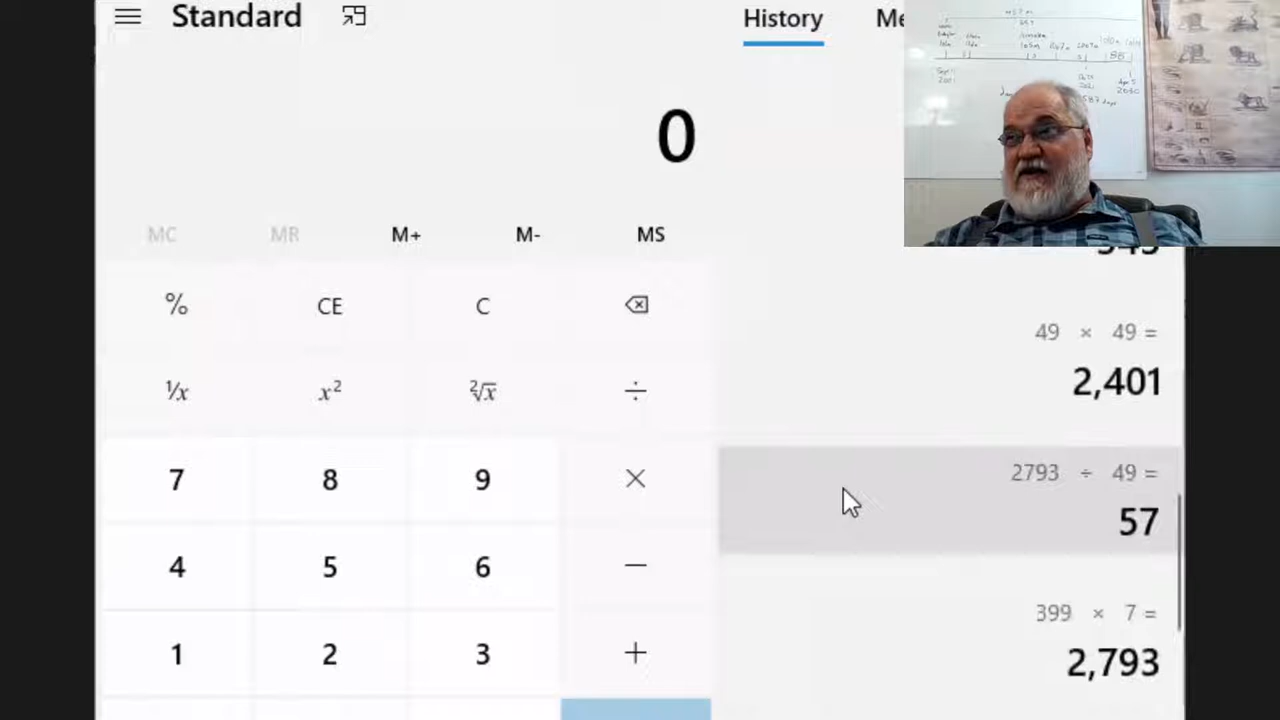 Standard
History
Me
0
MC MR M+ M- MS
% CE C
⅟x x² ²√x ÷
7 8 9 ×
4 5 6 −
1 2 3 +
49 × 49 =
2,401
2793 ÷ 49 =
57
399 × 7 =
2,793